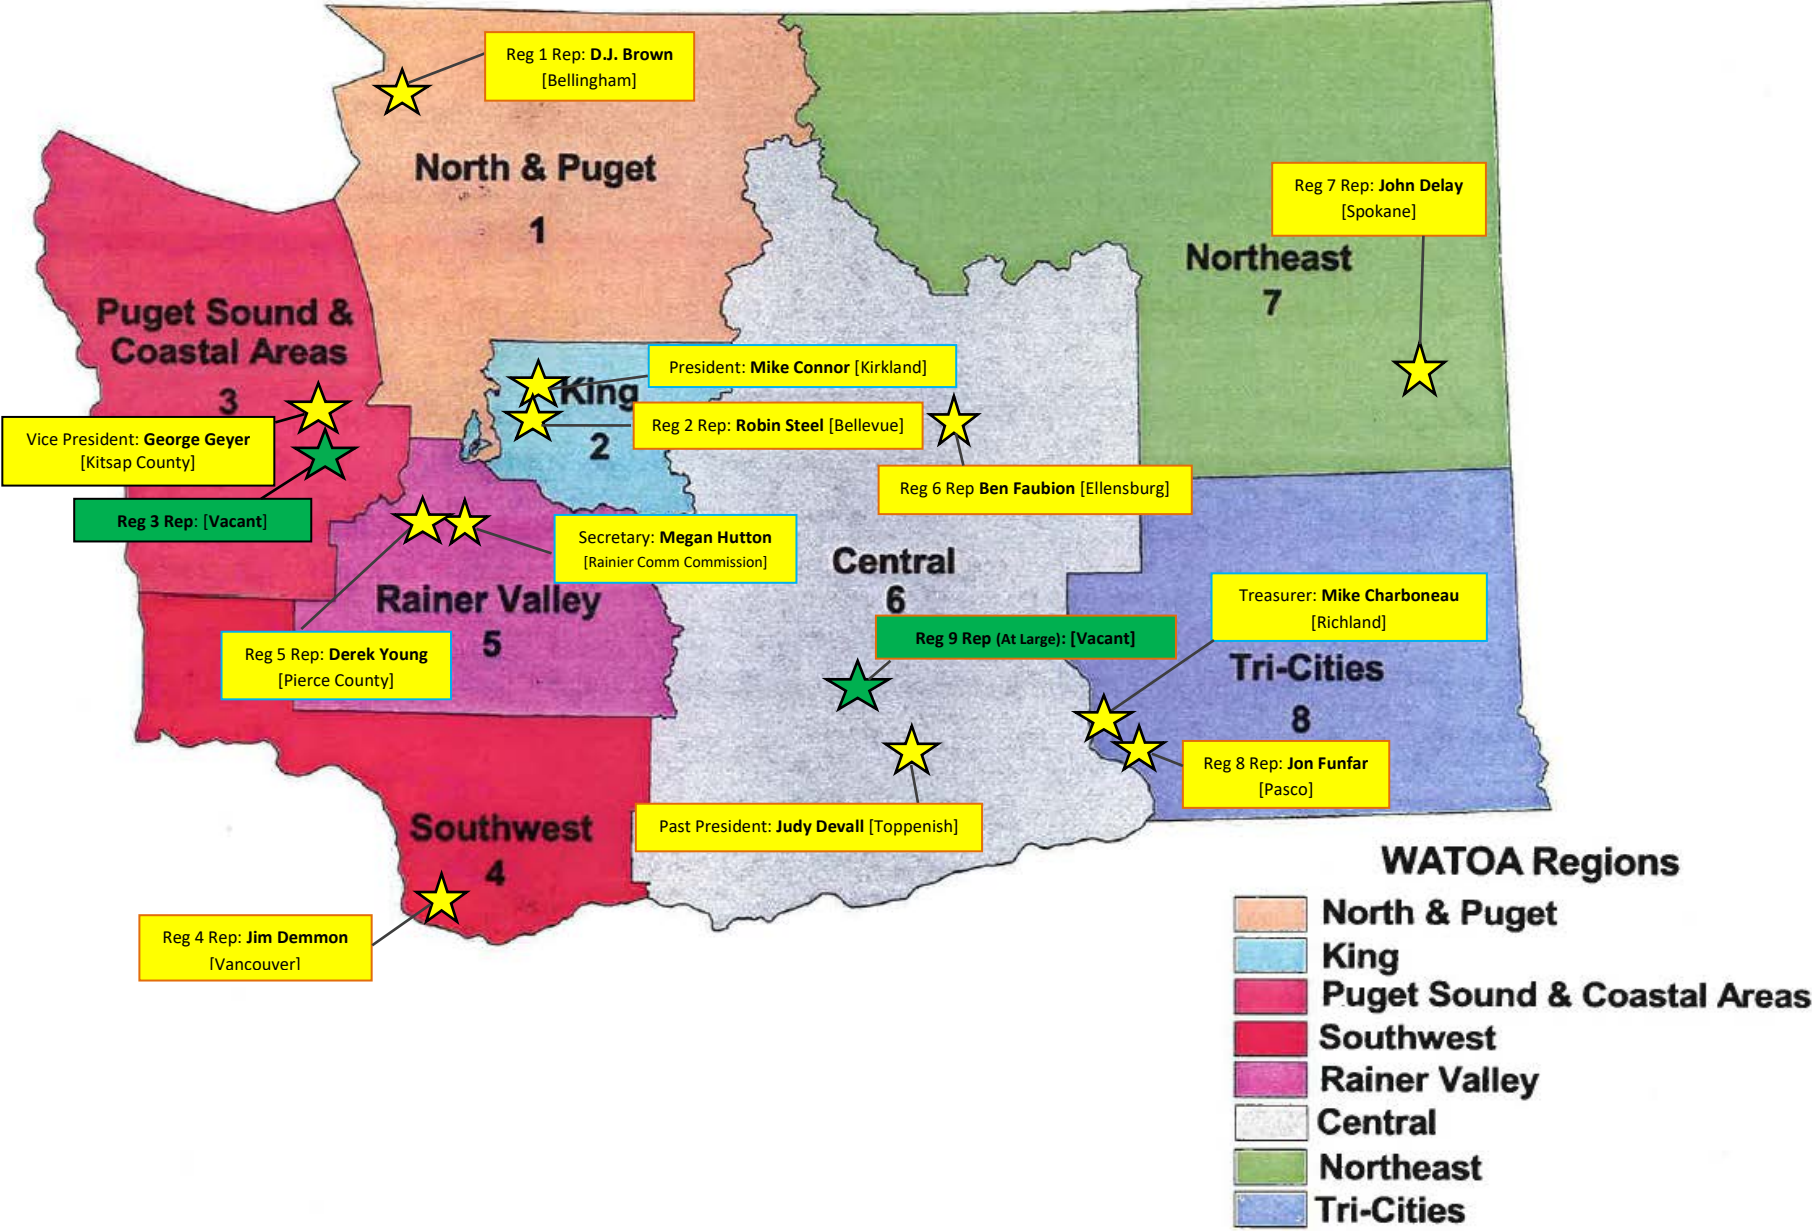 Reg 1 Rep: D.J. Brown
[Bellingham]
North & Puget
1
Reg 7 Rep: John Delay
[Spokane]
Northeast
7
Puget Sound &
Coastal Areas
3
President: Mike Connor [Kirkland]
King
2
Reg 2 Rep: Robin Steel [Bellevue]
Vice President: George Geyer
[Kitsap County]
Reg 3 Rep: [Vacant]
Reg 6 Rep Ben Faubion [Ellensburg]
Secretary: Megan Hutton
[Rainier Comm Commission]
Central
6
Rainer Valley
5
Treasurer: Mike Charboneau
[Richland]
Reg 9 Rep (At Large): [Vacant]
Reg 5 Rep: Derek Young
[Pierce County]
Tri-Cities
8
Reg 8 Rep: Jon Funfar
[Pasco]
Past President: Judy Devall [Toppenish]
Southwest
4
Reg 4 Rep: Jim Demmon
[Vancouver]
WATOA Regions
North & Puget
King
Puget Sound & Coastal Areas
Southwest
Rainer Valley
Central
Northeast
Tri-Cities